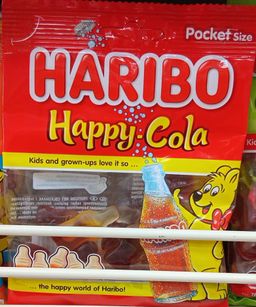 Pocket Size
HARIBO
Happy·Cola
Kids and grown-ups love it so ...
... the happy world of Haribo!